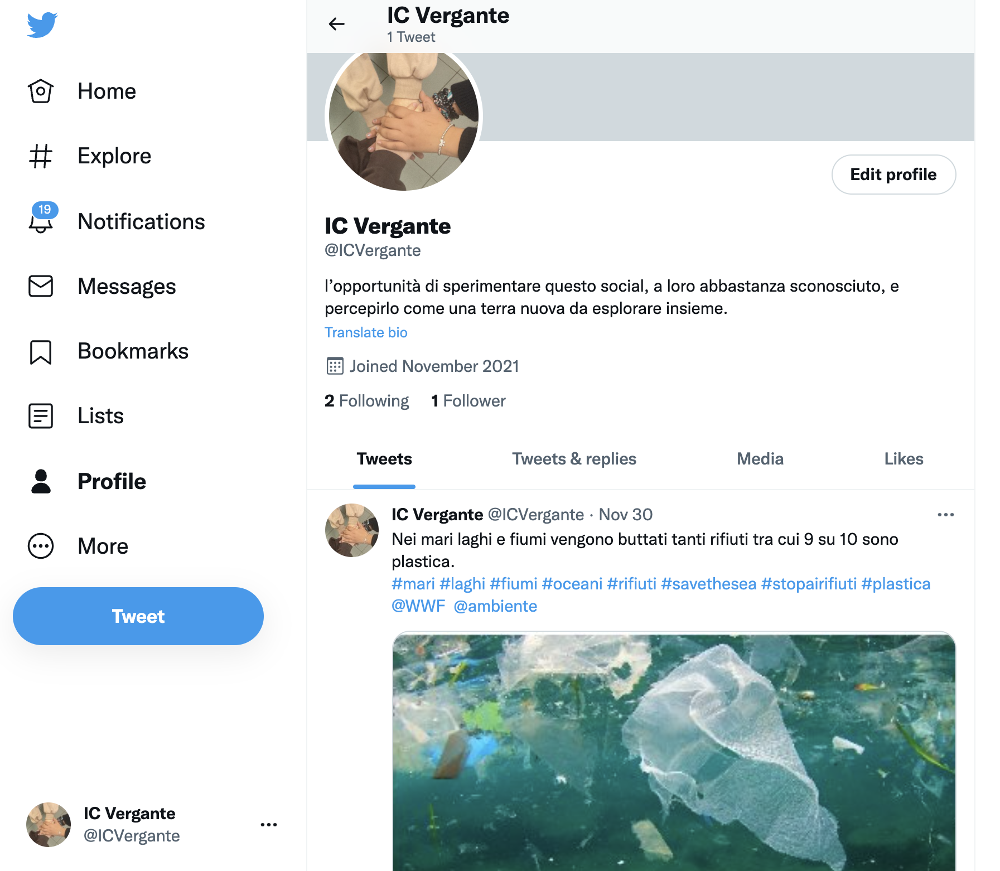 Home
Explore
19
Notifications
Messages
Bookmarks
Lists
Profile
More
Tweet
IC Vergante
@ICVergante
IC Vergante
1 Tweet
Edit profile
IC Vergante
@ICVergante
l’opportunità di sperimentare questo social, a loro abbastanza sconosciuto, e
percepirlo come una terra nuova da esplorare insieme.
Translate bio
Joined November 2021
2 Following 1 Follower
Tweets Tweets & replies Media Likes
IC Vergante @ICVergante · Nov 30
Nei mari laghi e fiumi vengono buttati tanti rifiuti tra cui 9 su 10 sono
plastica.
#mari #laghi #fiumi #oceani #rifiuti #savethesea #stopairifiuti #plastica
@WWF @ambiente